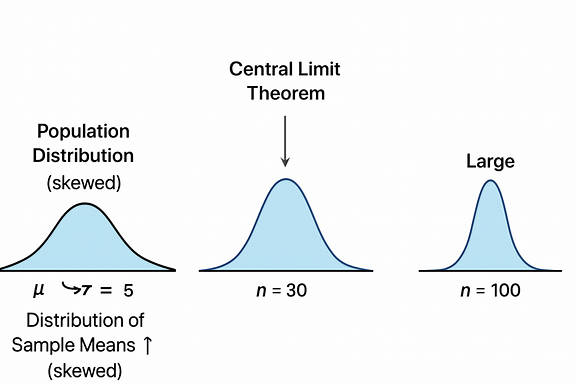 Central Limit
Theorem
Population
Distribution
(skewed)
Large
μ ⤷τ = 5
n = 30
n = 100
Distribution of
Sample Means ↑
(skewed)